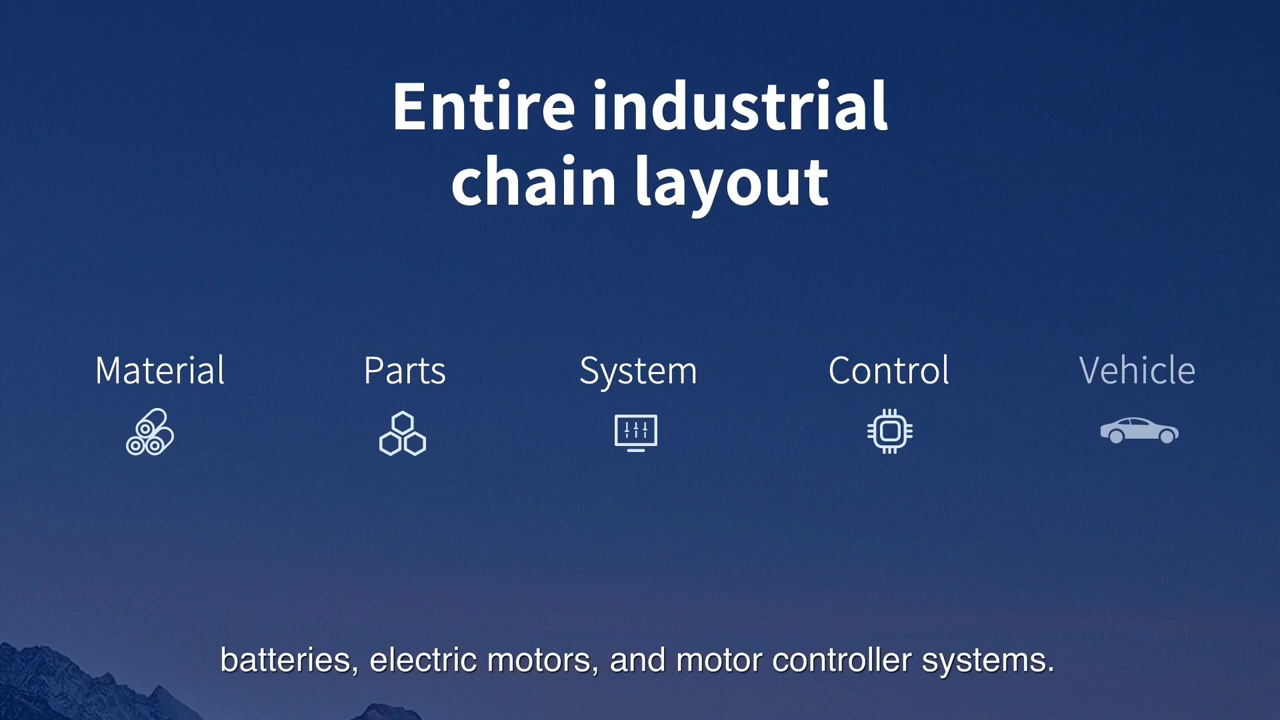 Entire industrial
chain layout
Material
Parts
System
Control
Vehicle
batteries, electric motors, and motor controller systems.